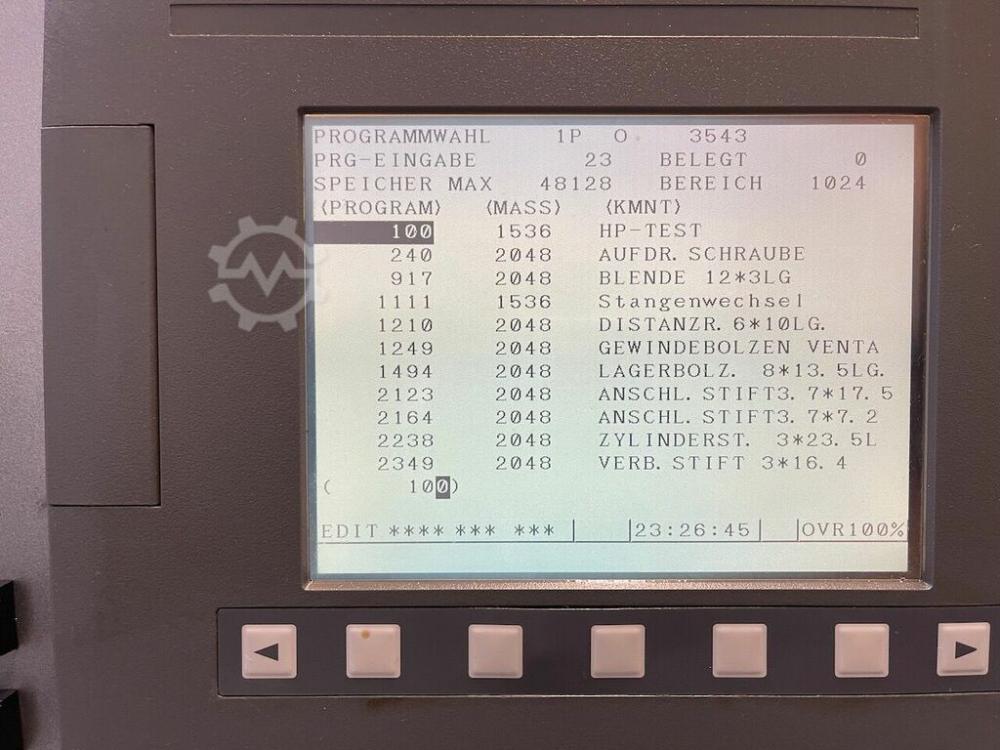 PROGRAMMWAHL 1P O 3543
PRG-EINGABE 23 BELEGT 0
SPEICHER MAX 48128 BEREICH 1024
(PROGRAM) (MASS) (KMNT)
100 1536 HP-TEST
240 2048 AUFDR. SCHRAUBE
917 2048 BLENDE 12*3LG
1111 1536 Stangenwechsel
1210 2048 DISTANZR. 6*10LG.
1249 2048 GEWINDEBOLZEN VENTA
1494 2048 LAGERBOLZ. 8*13.5LG.
2123 2048 ANSCHL. STIFT3.7*17.5
2164 2048 ANSCHL. STIFT3.7*7.2
2238 2048 ZYLINDERST. 3*23.5L
2349 2048 VERB. STIFT 3*16.4
( 100)
EDIT **** *** *** | |23:26:45| |OVR100%